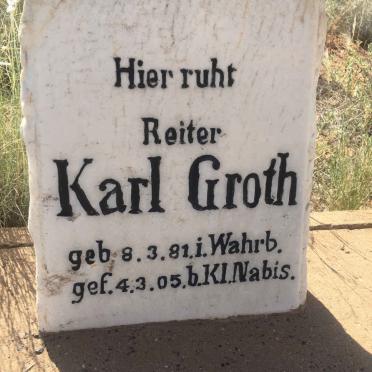 Hier ruht
Reiter
Karl Groth
geb. 8.3.81.i.Wahrb.
gef.4.3.05.b.Kl.Nabis.